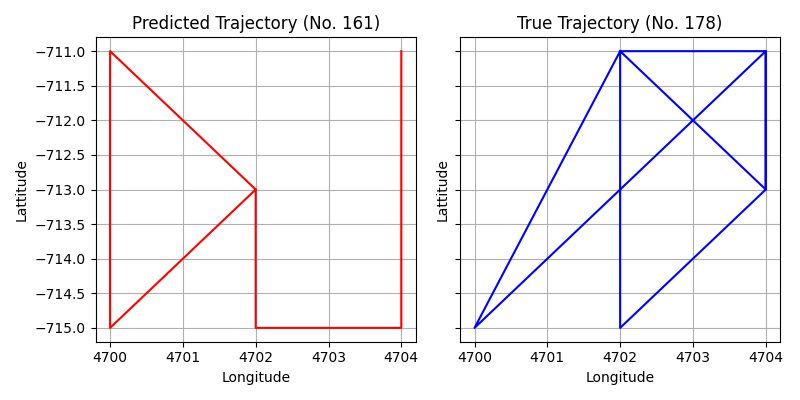 Predicted Trajectory (No. 161)
True Trajectory (No. 178)
−711.0
−711.5
−712.0
−712.5
−713.0
−713.5
−714.0
−714.5
−715.0
Lattitude
Lattitude
4700 4701 4702 4703 4704
4700 4701 4702 4703 4704
Longitude
Longitude